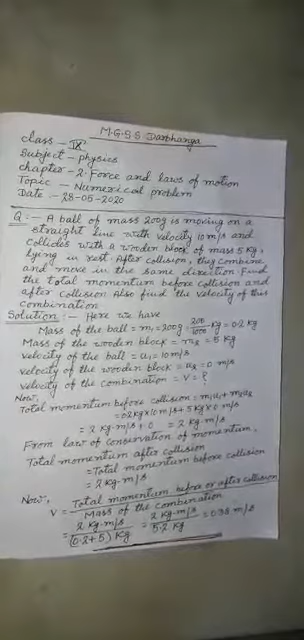 M.G.S.S Darbhanga
class - IX
Subject - physics
chapter - 2. Force and laws of motion
Topic - Numerical problem
Date - 28-05-2020
Q:- A ball of mass 200g is moving on a
straight line with velocity 10 m/s and
collides with a wooden block of mass 5 kg,
lying in rest. After collision, they combine
and move in the same direction. Find
the total momentum before collision and
after collision. Also find the velocity of this
combination.
Solution:- Here we have
Mass of the ball = m₁ = 200g = 200/1000 kg = 0.2 kg
Mass of the wooden block = m₂ = 5 kg
velocity of the ball = u₁ = 10 m/s
velocity of the wooden block = u₂ = 0 m/s
velocity of the combination = v = ?
Now,
Total momentum before collision = m₁u₁ + m₂u₂
= 0.2 kg x 10 m/s + 5 kg x 0 m/s
= 2 kg·m/s + 0 = 2 kg·m/s
From law of conservation of momentum,
Total momentum after collision
= Total momentum before collision
= 2 kg·m/s
Now, V = Total momentum before or after collision / Mass of the combination
= 2 kg·m/s / (0.2+5) kg = 2 kg·m/s / 5.2 kg = 0.38 m/s